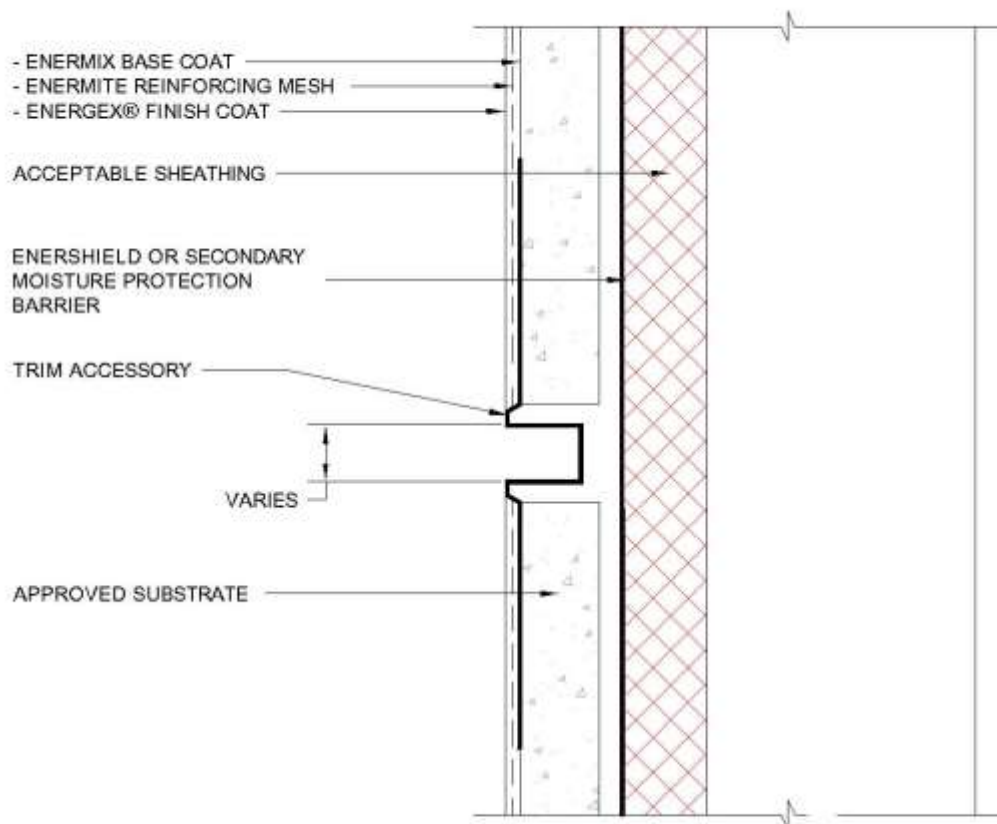 - ENERMIX BASE COAT
- ENERMITE REINFORCING MESH
- ENERGEX® FINISH COAT
ACCEPTABLE SHEATHING
ENERSHIELD OR SECONDARY
MOISTURE PROTECTION
BARRIER
TRIM ACCESSORY
VARIES
APPROVED SUBSTRATE